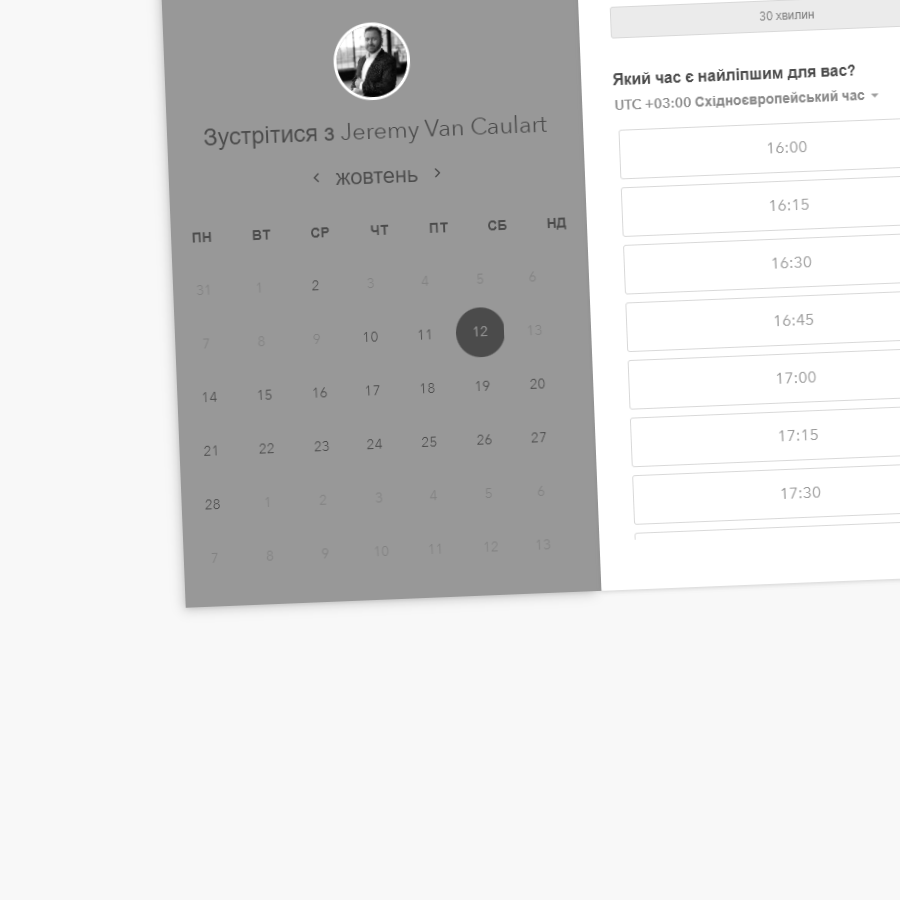 Зустрітися з Jeremy Van Caulart
‹ жовтень ›
ПН ВТ СР ЧТ ПТ СБ НД
31 1 2 3 4 5 6
7 8 9 10 11 12 13
14 15 16 17 18 19 20
21 22 23 24 25 26 27
28 1 2 3 4 5 6
7 8 9 10 11 12 13
30 хвилин
Який час є найліпшим для вас?
UTC +03:00 Східноєвропейський час
16:00
16:15
16:30
16:45
17:00
17:15
17:30